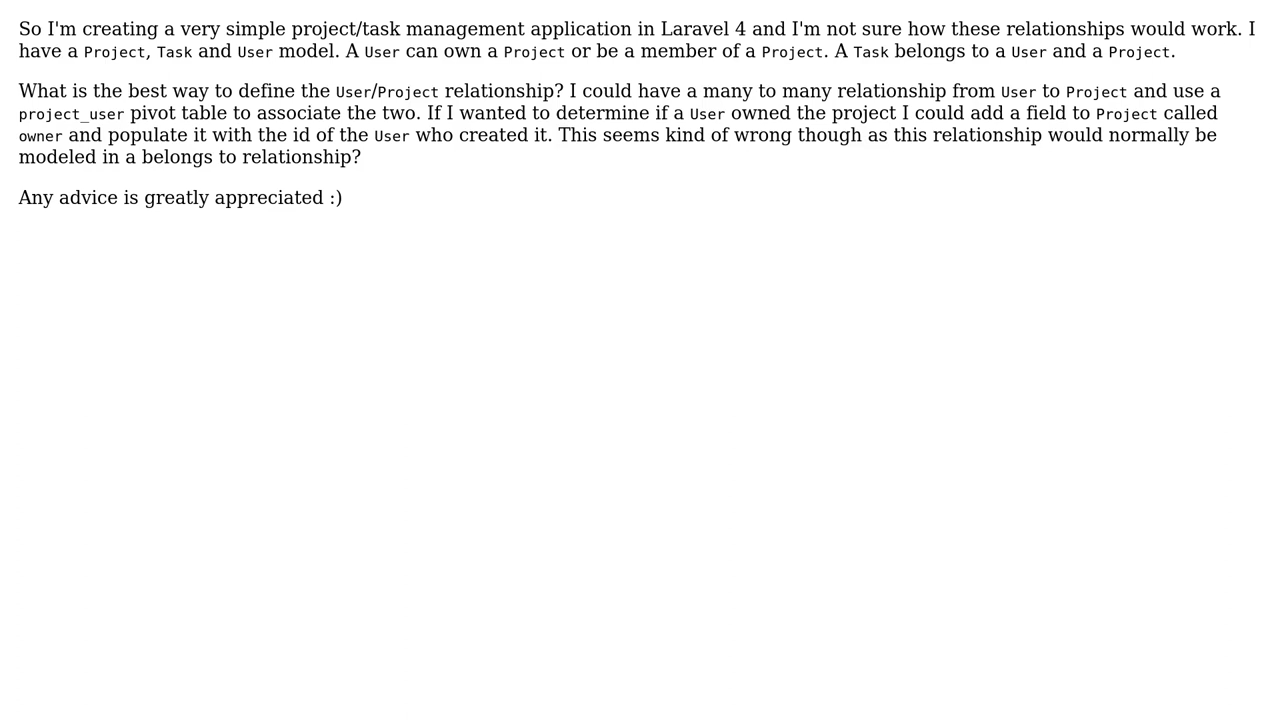 So I'm creating a very simple project/task management application in Laravel 4 and I'm not sure how these relationships would work. I
have a Project, Task and User model. A User can own a Project or be a member of a Project. A Task belongs to a User and a Project.
What is the best way to define the User/Project relationship? I could have a many to many relationship from User to Project and use a
project_user pivot table to associate the two. If I wanted to determine if a User owned the project I could add a field to Project called
owner and populate it with the id of the User who created it. This seems kind of wrong though as this relationship would normally be
modeled in a belongs to relationship?
Any advice is greatly appreciated :)